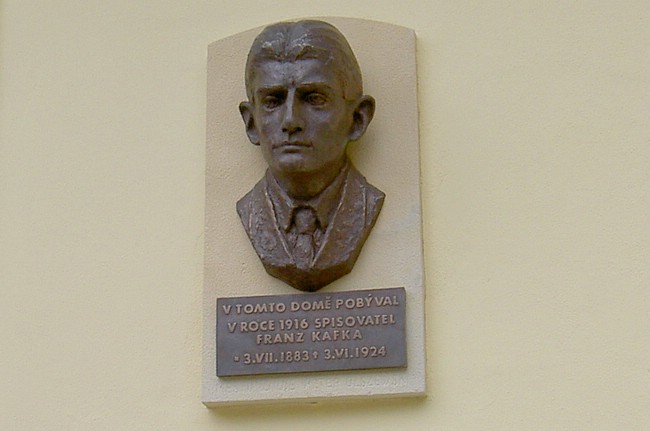 V TOMTO DOMĚ POBÝVAL
V ROCE 1916 SPISOVATEL
FRANZ KAFKA
* 3.VII.1883 † 3.VI.1924